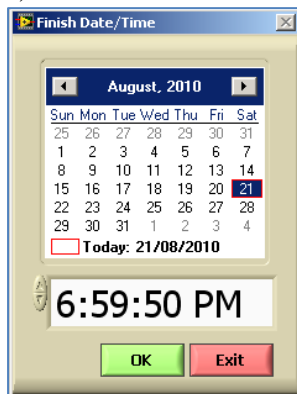 Finish Date/Time
August, 2010
Sun Mon Tue Wed Thu Fri Sat
25 26 27 28 29 30 31
1 2 3 4 5 6 7
8 9 10 11 12 13 14
15 16 17 18 19 20 21
22 23 24 25 26 27 28
29 30 31 1 2 3 4
Today: 21/08/2010
6:59:50 PM
OK Exit